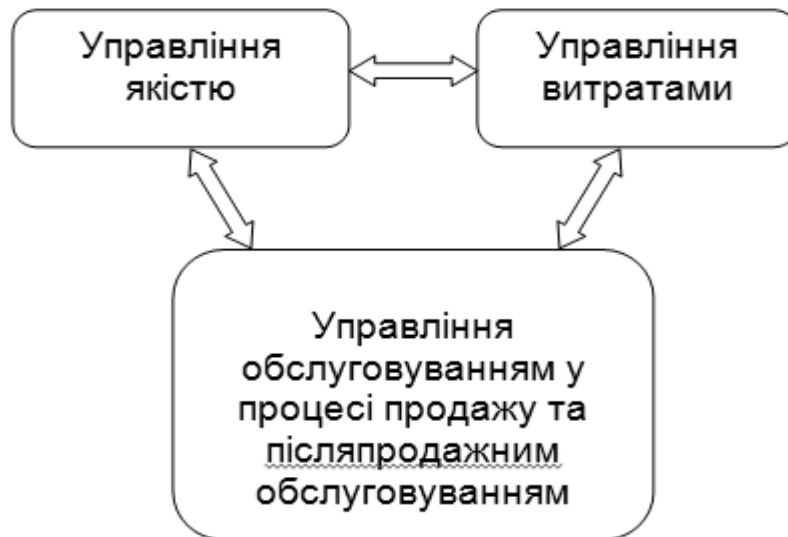 Управління
якістю
Управління
витратами
Управління
обслуговуванням у
процесі продажу та
післяпродажним
обслуговуванням